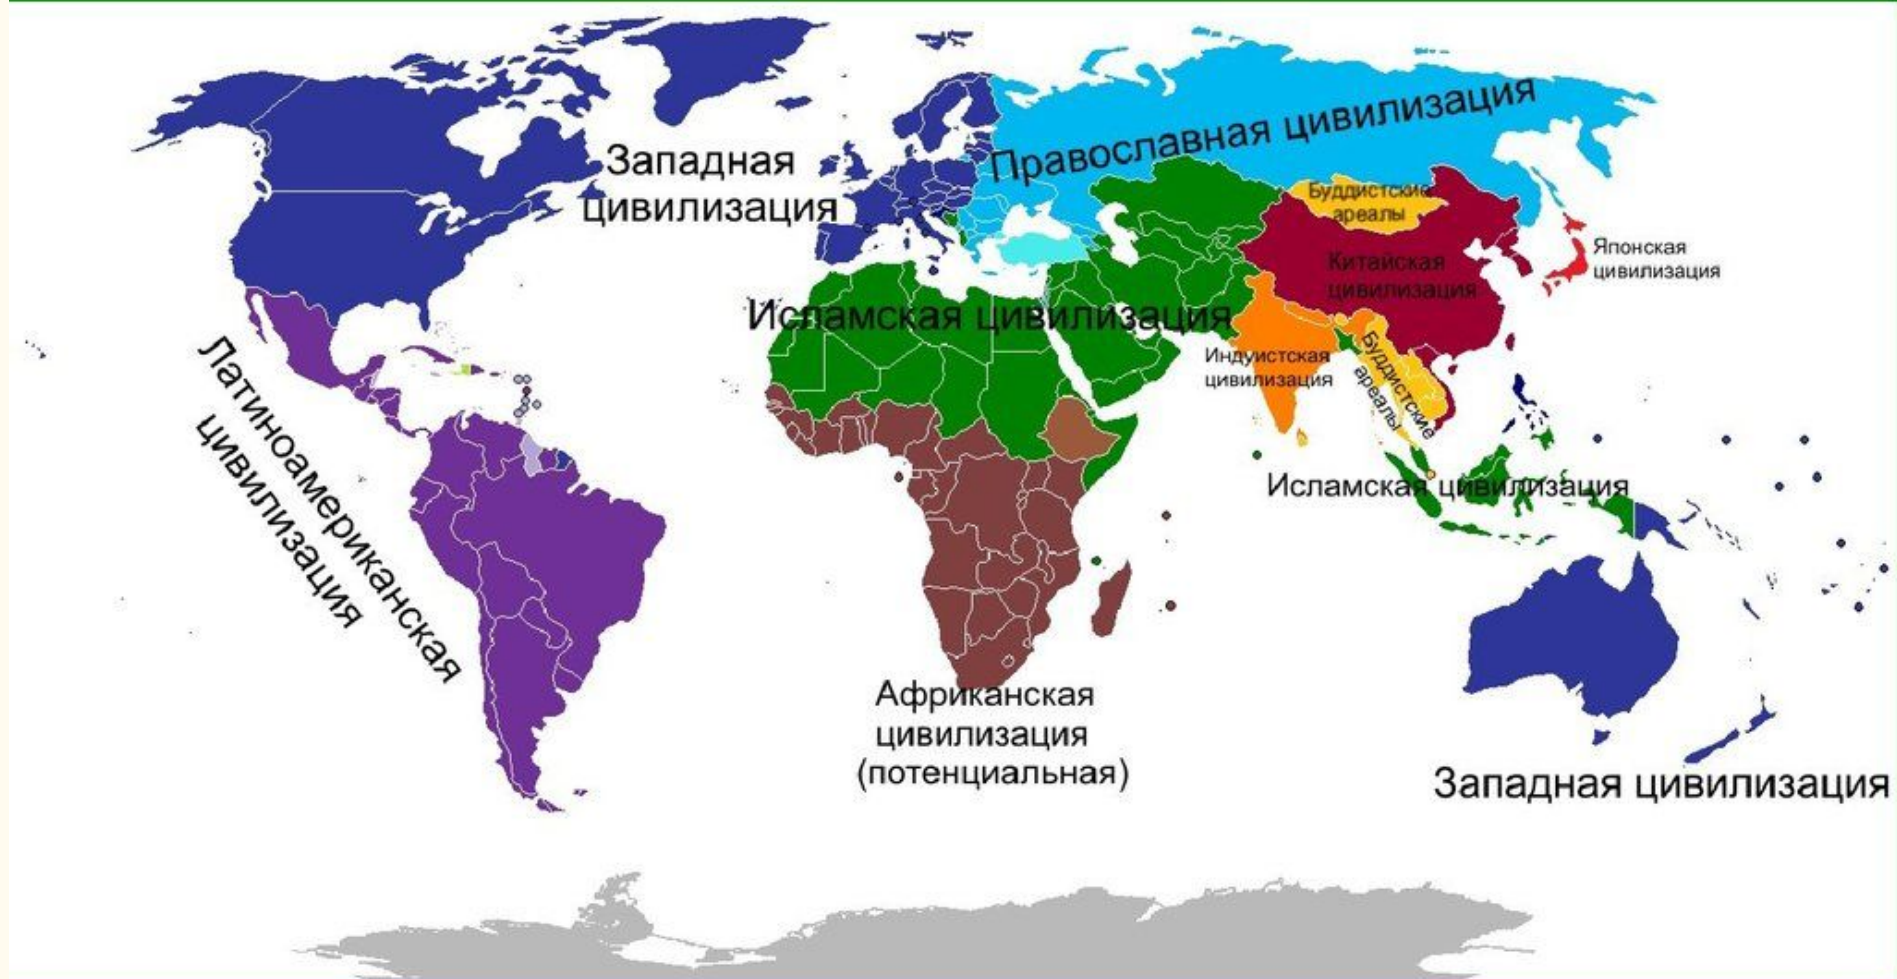 Западная
цивилизация
Православная цивилизация
Буддистские
ареалы
Японская
цивилизация
Китайская
цивилизация
Исламская цивилизация
Индуистская
цивилизация
Буддистские
ареалы
Латиноамериканская
цивилизация
Исламская цивилизация
Африканская
цивилизация
(потенциальная)
Западная цивилизация